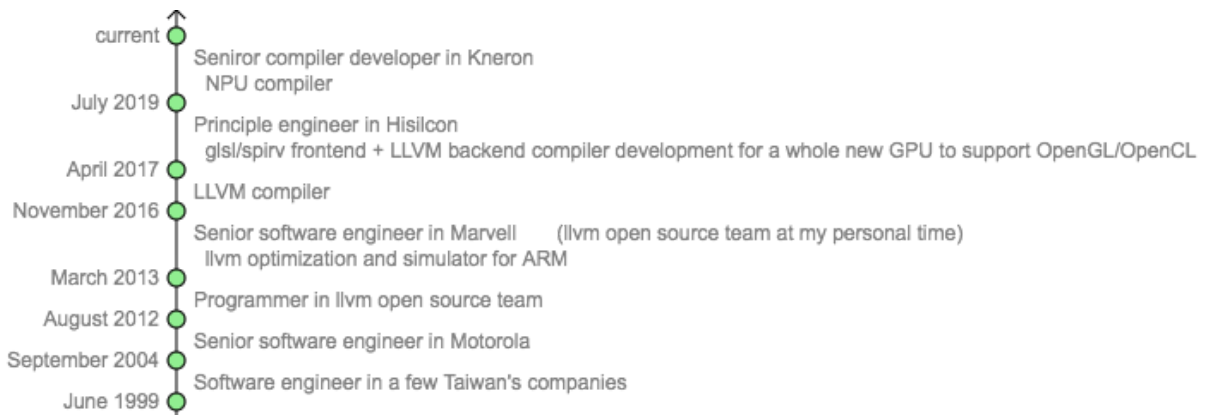 current
Seniror compiler developer in Kneron
NPU compiler
July 2019
Principle engineer in Hisilcon
glsl/spirv frontend + LLVM backend compiler development for a whole new GPU to support OpenGL/OpenCL
April 2017
LLVM compiler
November 2016
Senior software engineer in Marvell (llvm open source team at my personal time)
llvm optimization and simulator for ARM
March 2013
Programmer in llvm open source team
August 2012
Senior software engineer in Motorola
September 2004
Software engineer in a few Taiwan's companies
June 1999